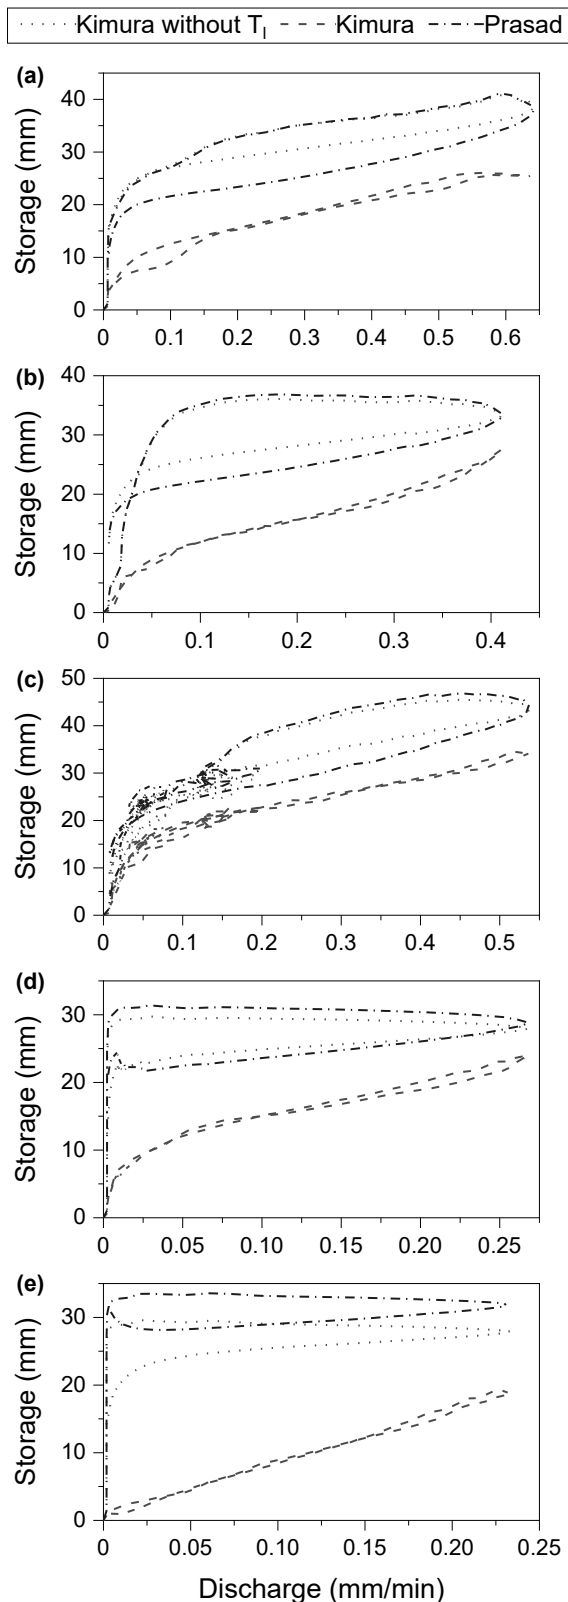 Kimura without T_I Kimura Prasad
(a)
40
30
20
10
0
Storage (mm)
0 0.1 0.2 0.3 0.4 0.5 0.6
(b)
40
30
20
10
0
Storage (mm)
0 0.1 0.2 0.3 0.4
(c)
50
40
30
20
10
0
Storage (mm)
0 0.1 0.2 0.3 0.4 0.5
(d)
30
20
10
0
Storage (mm)
0 0.05 0.10 0.15 0.20 0.25
(e)
30
20
10
0
Storage (mm)
0 0.05 0.10 0.15 0.20 0.25
Discharge (mm/min)